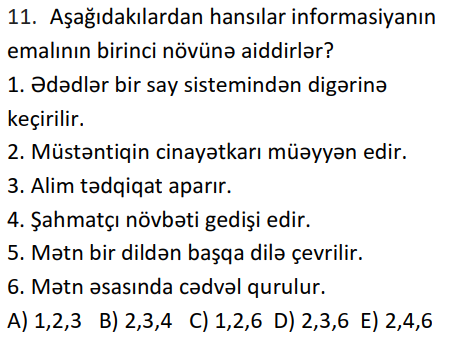 11. Aşağıdakılardan hansılar informasiyanın
emalının birinci növünə aiddirlər?
1. Ədədlər bir say sistemindən digərinə
keçirilir.
2. Müstəntiqin cinayətkarı müəyyən edir.
3. Alim tədqiqat aparır.
4. Şahmatçı növbəti gedişi edir.
5. Mətn bir dildən başqa dilə çevrilir.
6. Mətn əsasında cədvəl qurulur.
A) 1,2,3 B) 2,3,4 C) 1,2,6 D) 2,3,6 E) 2,4,6